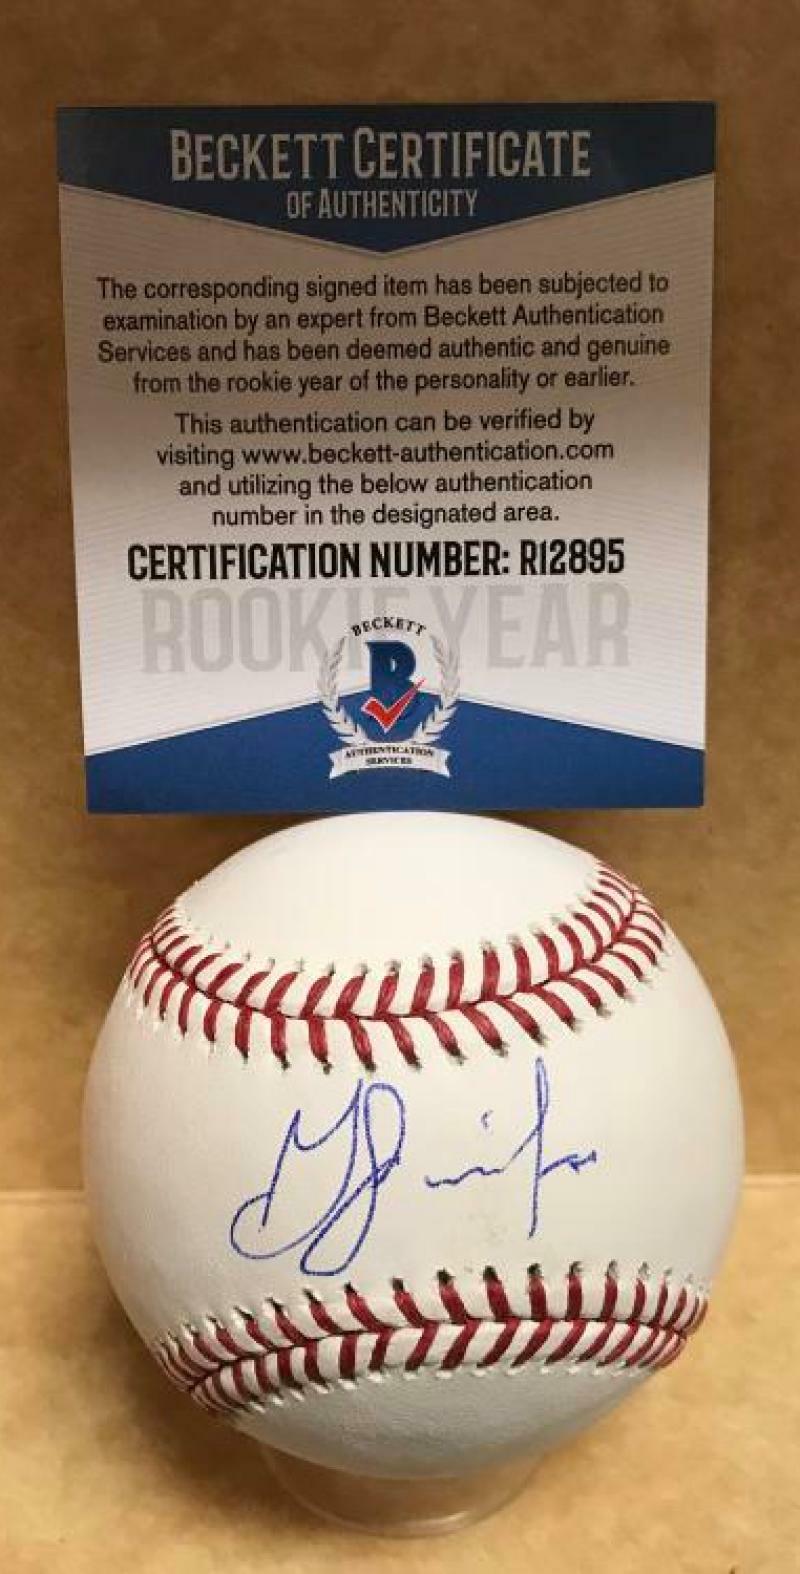 BECKETT CERTIFICATE
OF AUTHENTICITY
The corresponding signed item has been subjected to
examination by an expert from Beckett Authentication
Services and has been deemed authentic and genuine
from the rookie year of the personality or earlier.
This authentication can be verified by
visiting www.beckett-authentication.com
and utilizing the below authentication
number in the designated area.
CERTIFICATION NUMBER: R12895
ROOKIE YEAR
BECKETT
B
AUTHENTICATION
SERVICES